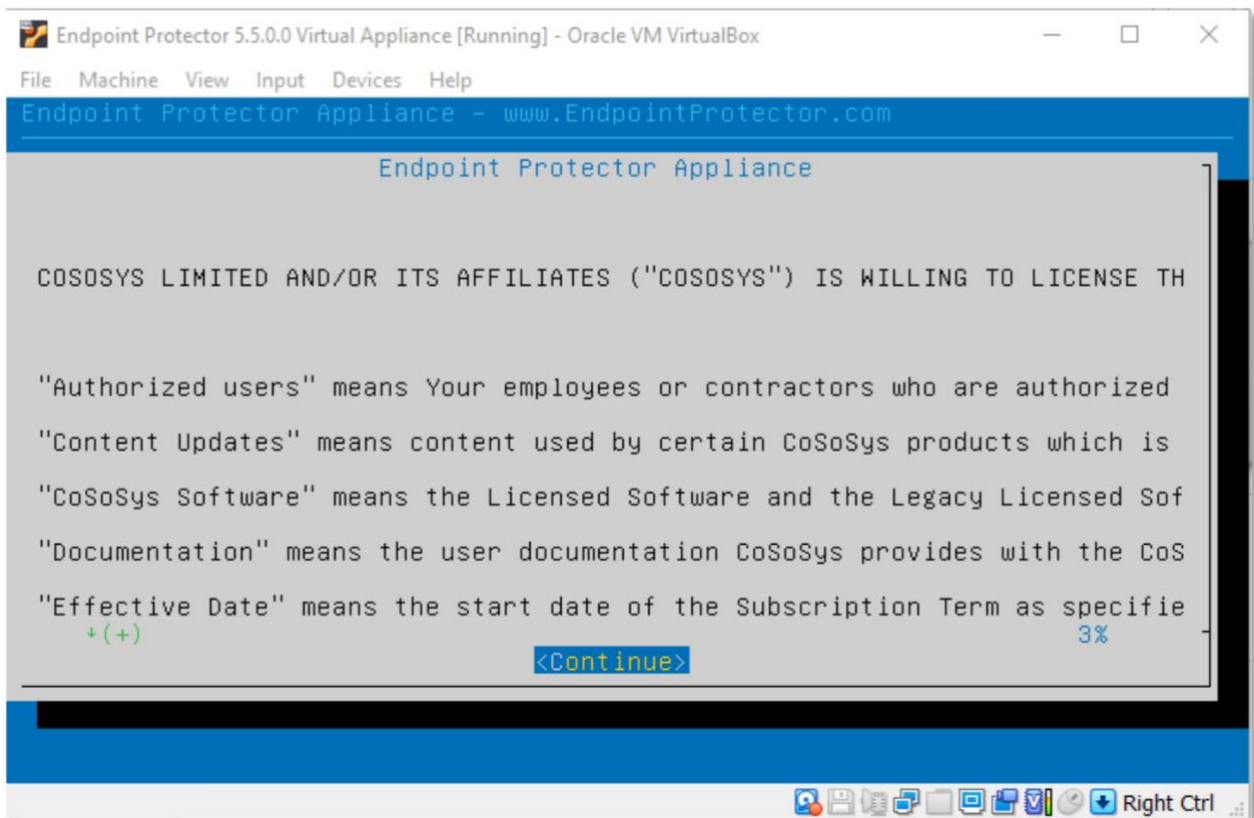 Endpoint Protector 5.5.0.0 Virtual Appliance [Running] - Oracle VM VirtualBox
File Machine View Input Devices Help
Endpoint Protector Appliance - www.EndpointProtector.com
Endpoint Protector Appliance
COSOSYS LIMITED AND/OR ITS AFFILIATES ("COSOSYS") IS WILLING TO LICENSE TH
"Authorized users" means Your employees or contractors who are authorized
"Content Updates" means content used by certain CoSoSys products which is
"CoSoSys Software" means the Licensed Software and the Legacy Licensed Sof
"Documentation" means the user documentation CoSoSys provides with the CoS
"Effective Date" means the start date of the Subscription Term as specifie
↓(+) 3%
<Continue>
Right Ctrl